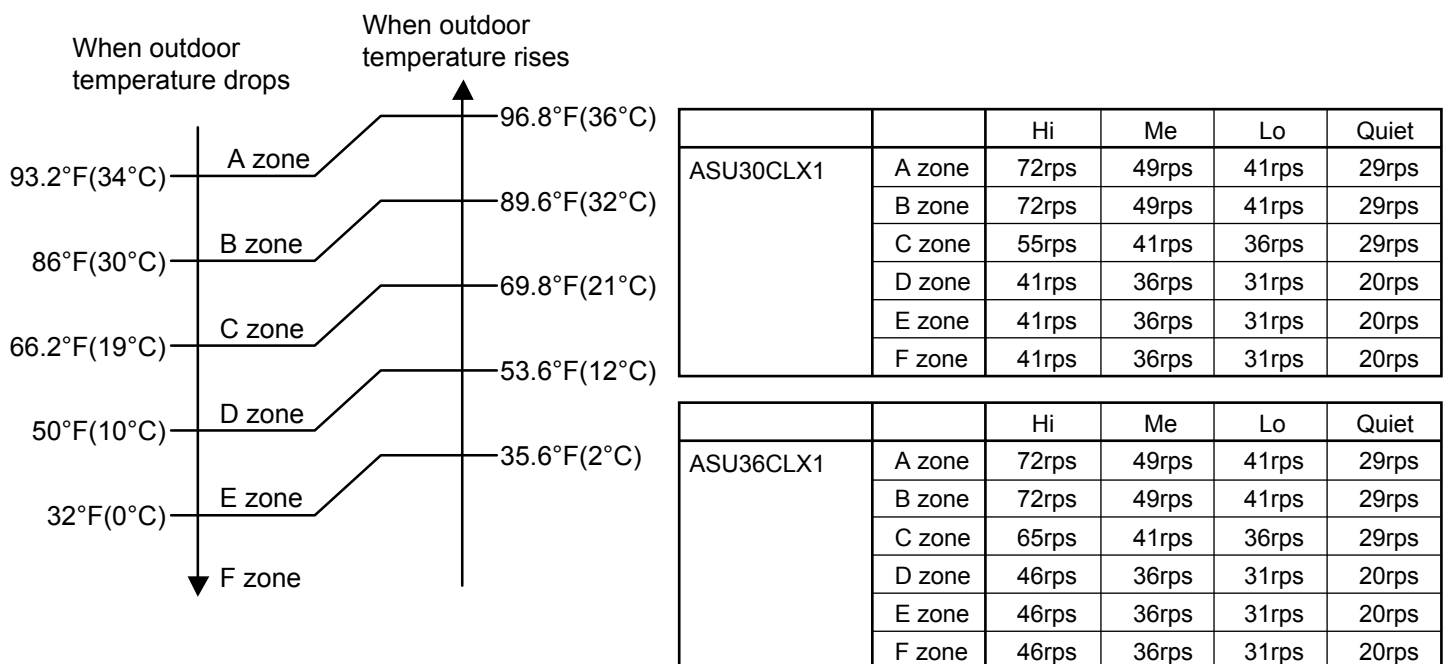 When outdoor
temperature drops
When outdoor
temperature rises
96.8°F(36°C)
A zone
93.2°F(34°C)
89.6°F(32°C)
B zone
86°F(30°C)
69.8°F(21°C)
C zone
66.2°F(19°C)
53.6°F(12°C)
D zone
50°F(10°C)
35.6°F(2°C)
E zone
32°F(0°C)
F zone
Hi Me Lo Quiet
ASU30CLX1 A zone 72rps 49rps 41rps 29rps
B zone 72rps 49rps 41rps 29rps
C zone 55rps 41rps 36rps 29rps
D zone 41rps 36rps 31rps 20rps
E zone 41rps 36rps 31rps 20rps
F zone 41rps 36rps 31rps 20rps
Hi Me Lo Quiet
ASU36CLX1 A zone 72rps 49rps 41rps 29rps
B zone 72rps 49rps 41rps 29rps
C zone 65rps 41rps 36rps 29rps
D zone 46rps 36rps 31rps 20rps
E zone 46rps 36rps 31rps 20rps
F zone 46rps 36rps 31rps 20rps